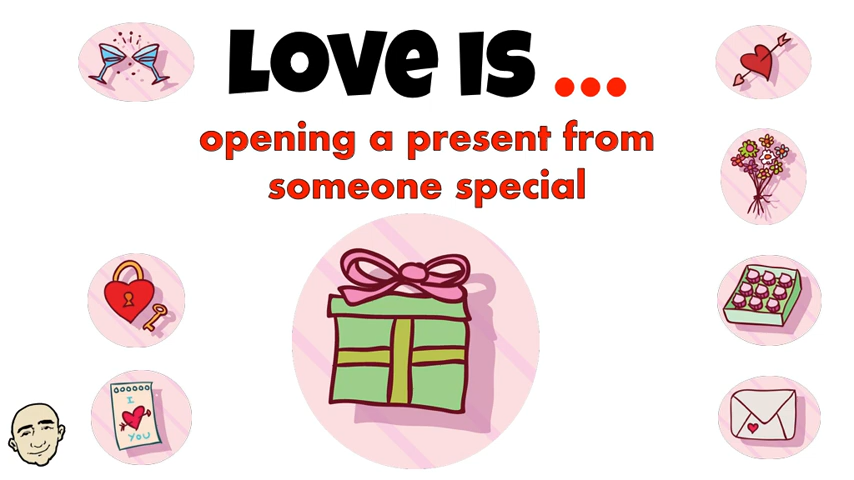 Love is ...
opening a present from
someone special
I
YOU